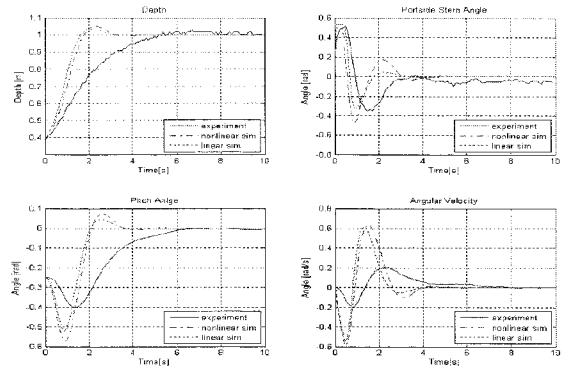 Depth
1.1
1
0.9
0.8
0.7
0.6
0.5
0.4
Depth [m]
experiment
nonlinear sim
linear sim
0 2 4 6 8 10
Time[s]
Portside Stern Angle
0.6
0.4
0.2
0
-0.2
-0.4
-0.6
-0.8
Angle [rad]
experiment
nonlinear sim
linear sim
0 2 4 6 8 10
Time[s]
Pitch Anlge
0.1
0
-0.1
-0.2
-0.3
-0.4
-0.5
-0.6
Angle [rad]
experiment
nonlinear sim
linear sim
0 2 4 6 8 10
Time[s]
Angular Velocity
0.8
0.6
0.4
0.2
0
-0.2
-0.4
-0.6
Angle [rad/s]
experiment
nonlinear sim
linear sim
0 2 4 6 8 10
Time[s]